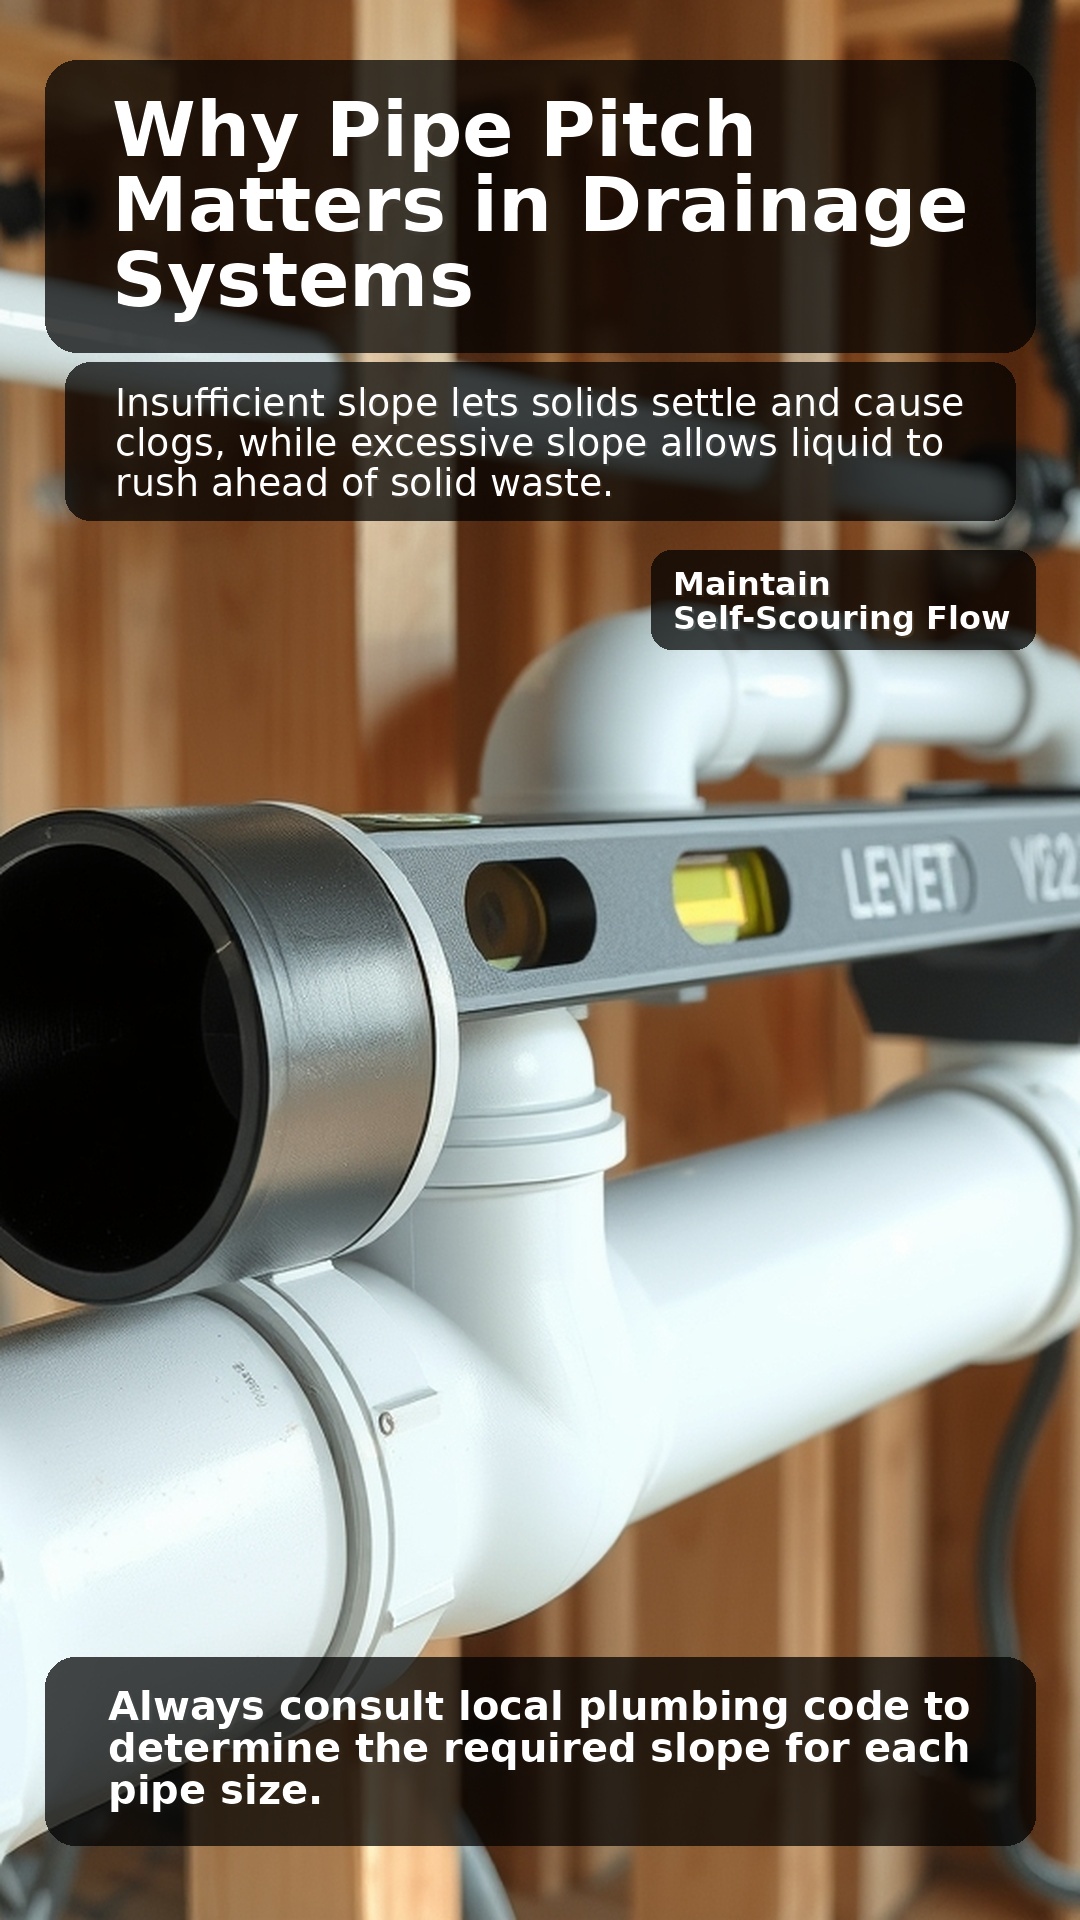 Why Pipe Pitch
Matters in Drainage
Systems
Insufficient slope lets solids settle and cause
clogs, while excessive slope allows liquid to
rush ahead of solid waste.
Maintain
Self-Scouring Flow
LEVET
Always consult local plumbing code to
determine the required slope for each
pipe size.